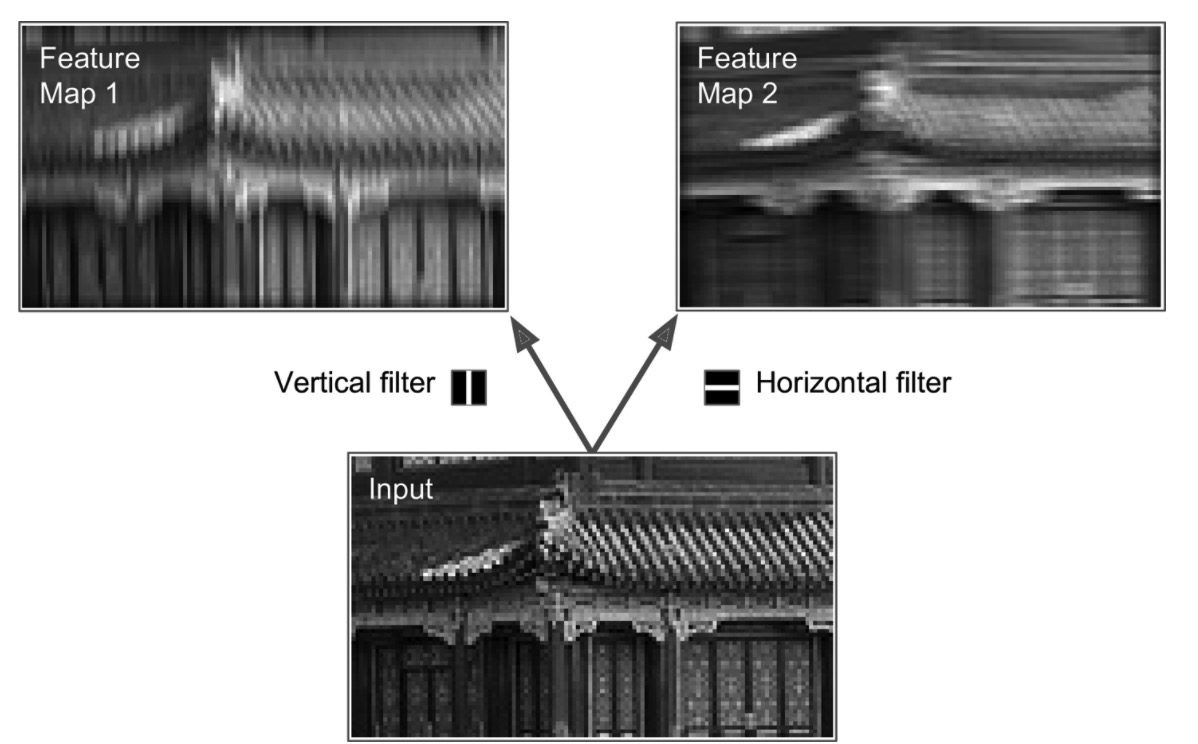 Feature
Map 1
Feature
Map 2
Vertical filter
Horizontal filter
Input